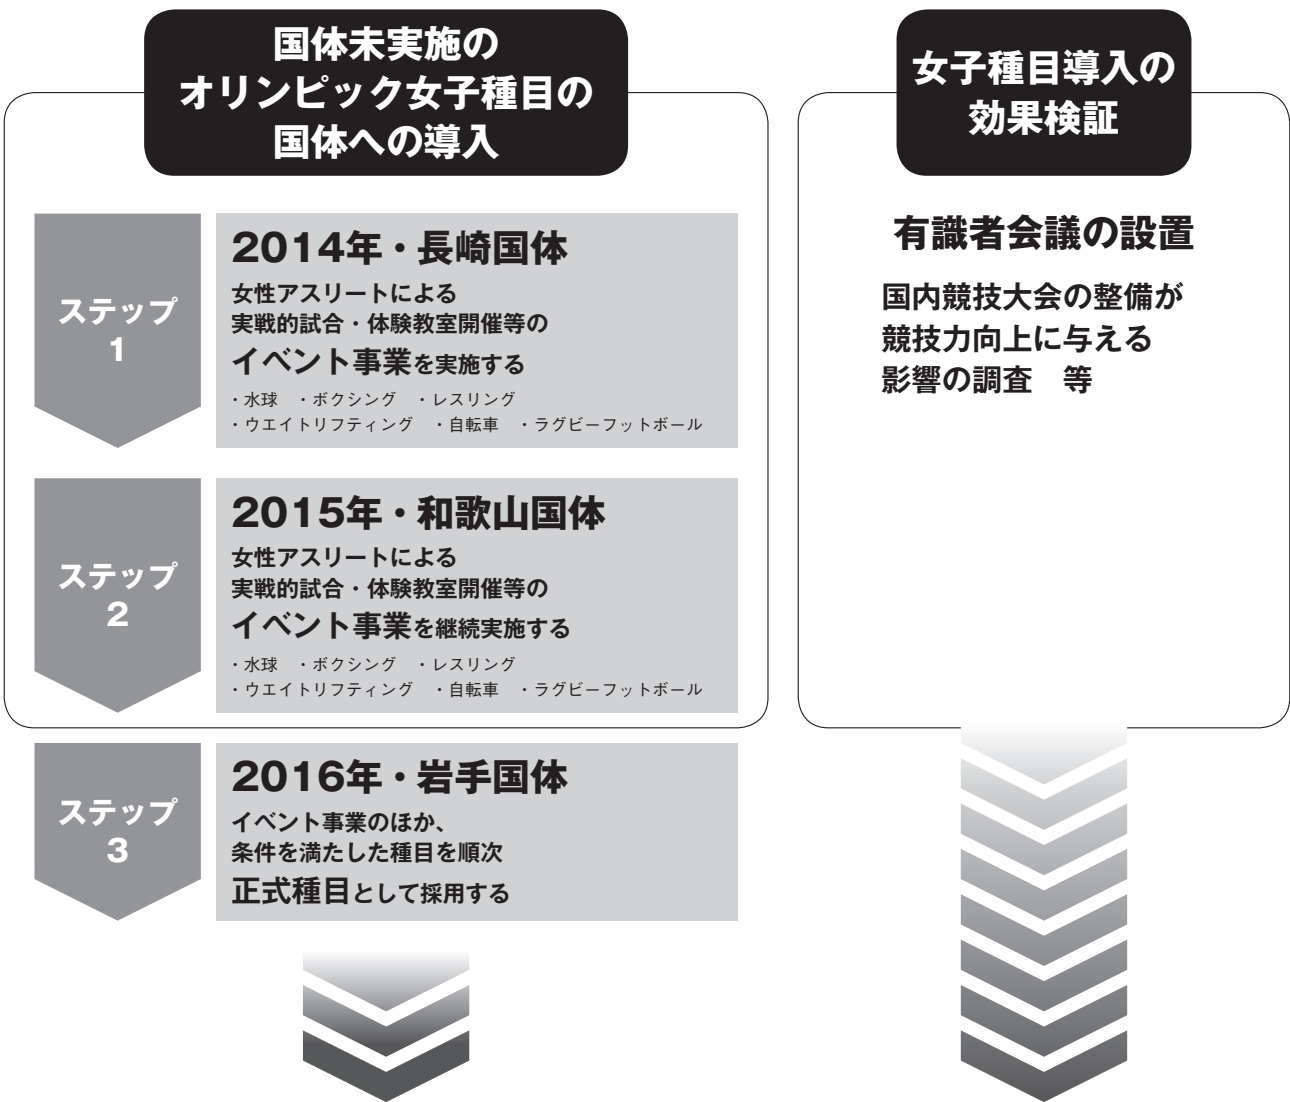 国体未実施の
オリンピック女子種目の
国体への導入
ステップ
1
2014年・長崎国体
女性アスリートによる
実戦的試合・体験教室開催等の
イベント事業を実施する
・水球　・ボクシング　・レスリング
・ウエイトリフティング　・自転車　・ラグビーフットボール
ステップ
2
2015年・和歌山国体
女性アスリートによる
実戦的試合・体験教室開催等の
イベント事業を継続実施する
・水球　・ボクシング　・レスリング
・ウエイトリフティング　・自転車　・ラグビーフットボール
ステップ
3
2016年・岩手国体
イベント事業のほか、
条件を満たした種目を順次
正式種目として採用する
女子種目導入の
効果検証
有識者会議の設置
国内競技大会の整備が
競技力向上に与える
影響の調査　等